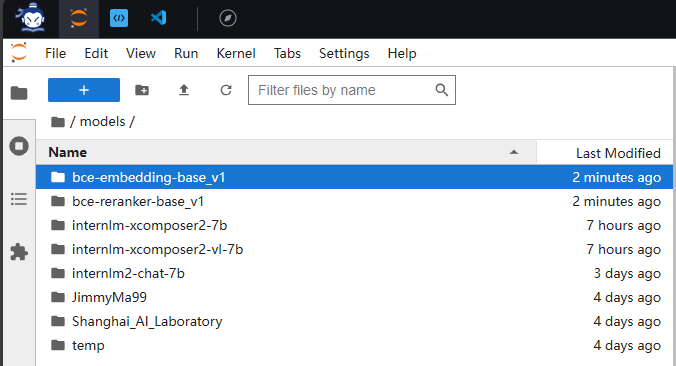 File Edit View Run Kernel Tabs Settings Help
+ Filter files by name
/ models /
Name Last Modified
bce-embedding-base_v1 2 minutes ago
bce-reranker-base_v1 2 minutes ago
internlm-xcomposer2-7b 7 hours ago
internlm-xcomposer2-vl-7b 7 hours ago
internlm2-chat-7b 3 days ago
JimmyMa99 4 days ago
Shanghai_AI_Laboratory 4 days ago
temp 4 days ago